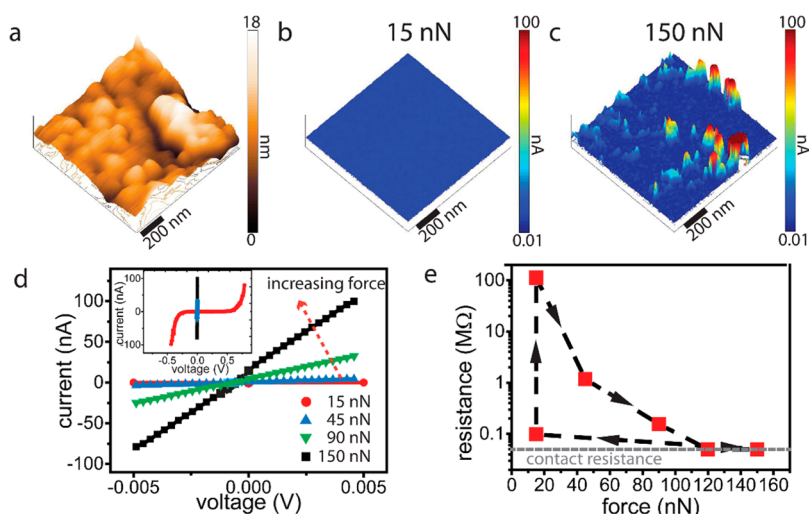 a
18
nm
0
200 nm
b
15 nN
100
nA
0.01
200 nm
c
150 nN
100
nA
0.01
200 nm
d
current (nA)
100
50
0
-50
-100
-0.005
0.000
0.005
voltage (V)
increasing force
15 nN
45 nN
90 nN
150 nN
current (nA)
100
0
-100
-0.5
0.0
0.5
voltage (V)
e
resistance (MΩ)
100
10
1
0.1
contact resistance
0 20 40 60 80 100 120 140 160
force (nN)